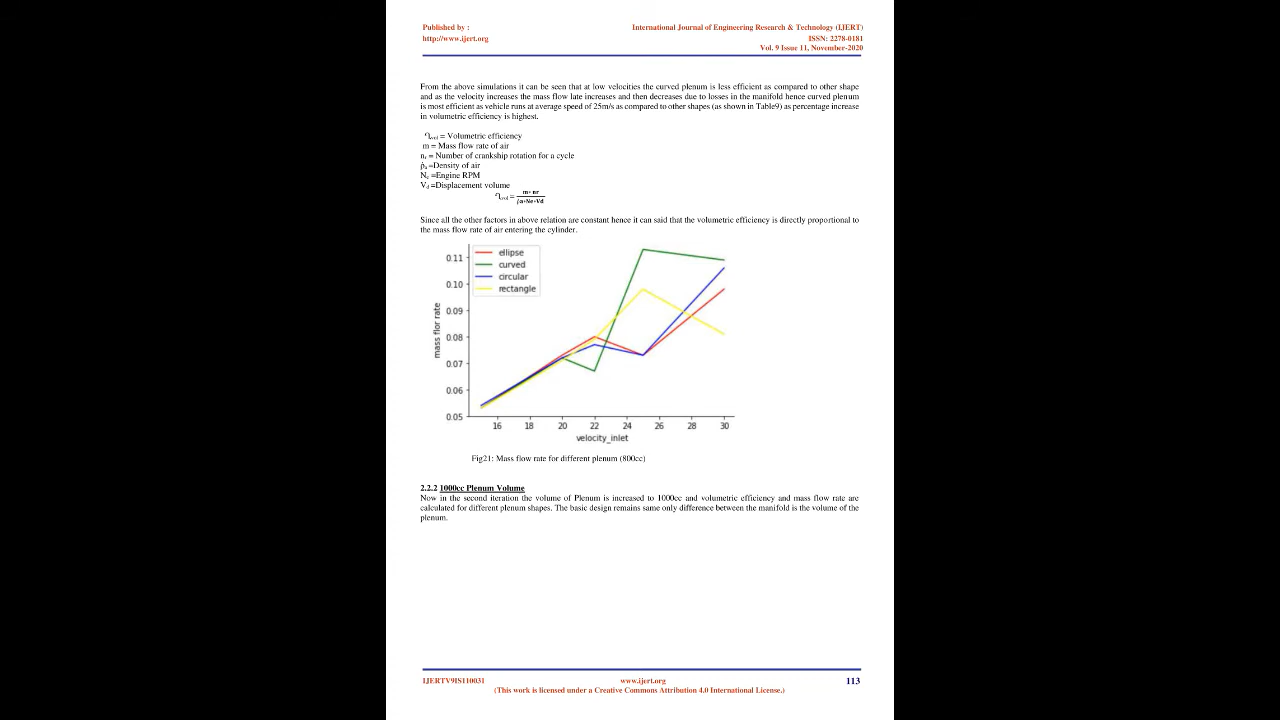 Published by :
International Journal of Engineering Research & Technology (IJERT)
http://www.ijert.org
ISSN: 2278-0181
Vol. 9 Issue 11, November-2020
From the above simulations it can be seen that at low velocities the curved plenum is less efficient as compared to other shape
and as the velocity increases the mass flow late increases and then decreases due to losses in the manifold hence curved plenum
is most efficient as vehicle runs at average speed of 25m/s as compared to other shapes (as shown in Table9) as percentage increase
in volumetric efficiency is highest.
Ղvol = Volumetric efficiency
m = Mass flow rate of air
nr = Number of crankship rotation for a cycle
ṗa =Density of air
Ne =Engine RPM
Vd =Displacement volume
Ղvol = m∗ nr
ṗa∗Ne∗Vd
Since all the other factors in above relation are constant hence it can said that the volumetric efficiency is directly proportional to
the mass flow rate of air entering the cylinder.
ellipse
curved
circular
rectangle
0.11
0.10
0.09
0.08
0.07
0.06
0.05
mass flor rate
16 18 20 22 24 26 28 30
velocity_inlet
Fig21: Mass flow rate for different plenum (800cc)
2.2.2 1000cc Plenum Volume
Now in the second iteration the volume of Plenum is increased to 1000cc and volumetric efficiency and mass flow rate are
calculated for different plenum shapes. The basic design remains same only difference between the manifold is the volume of the
plenum.
IJERTV9IS110031
www.ijert.org
113
(This work is licensed under a Creative Commons Attribution 4.0 International License.)